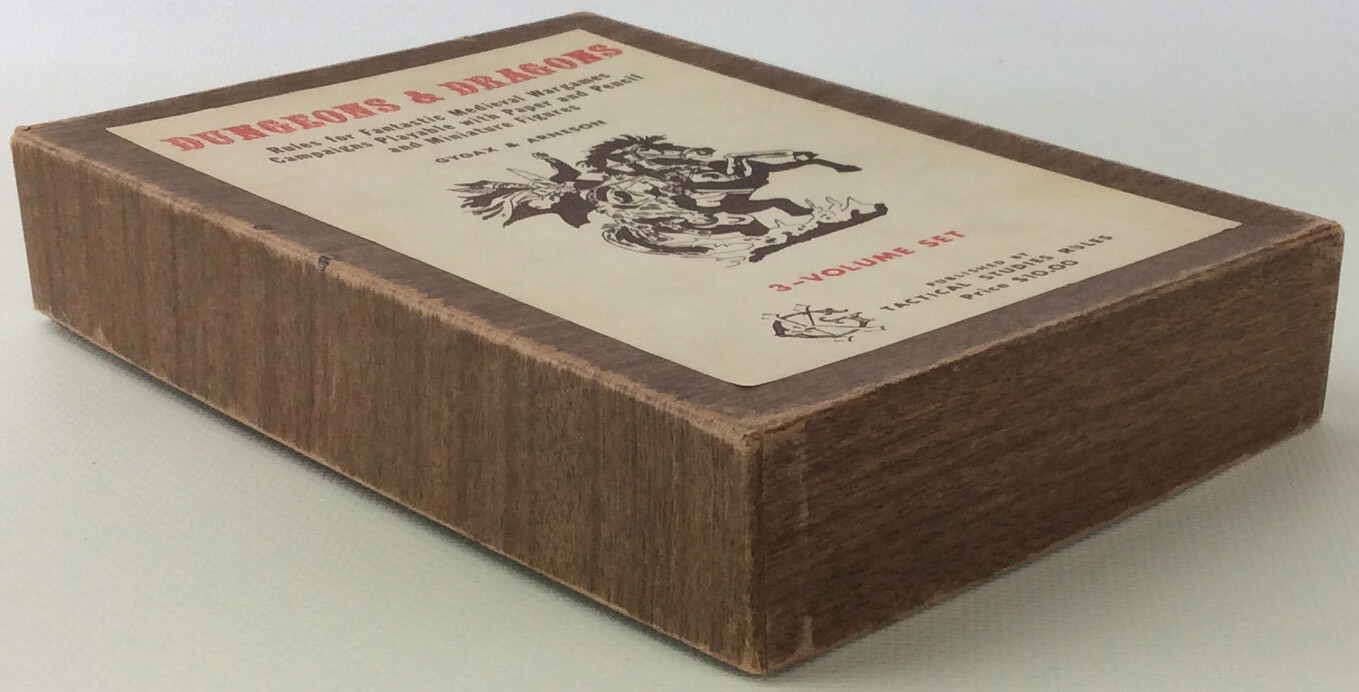 DUNGEONS & DRAGONS
Rules for Fantastic Medieval Wargames
Campaigns Playable with Paper and Pencil
and Miniature Figures
GYGAX & ARNESON
3-VOLUME SET
PUBLISHED BY
TACTICAL STUDIES RULES
Price $10.00